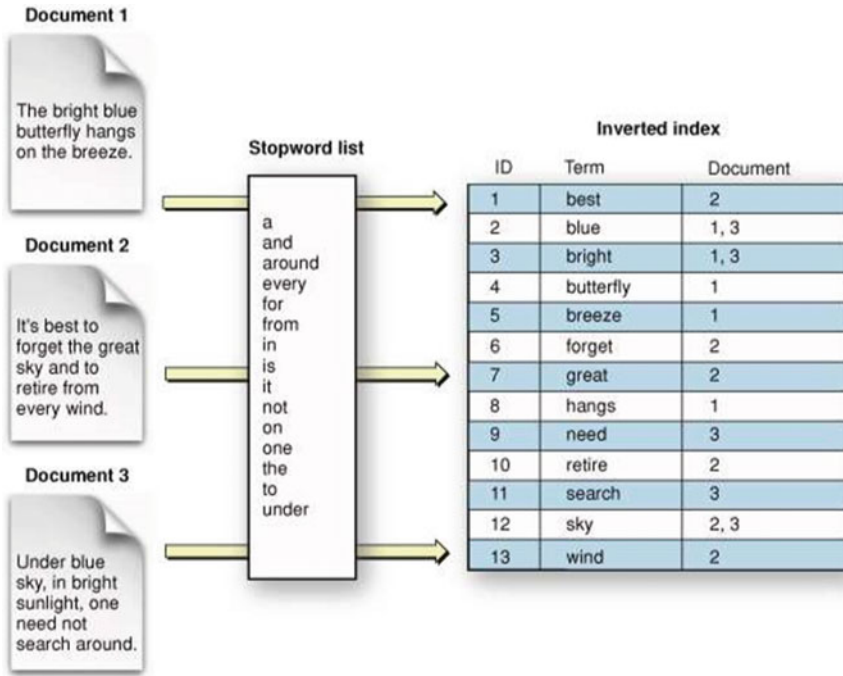 Document 1
The bright blue
butterfly hangs
on the breeze.
Document 2
It's best to
forget the great
sky and to
retire from
every wind.
Document 3
Under blue
sky, in bright
sunlight, one
need not
search around.
Stopword list
a
and
around
every
for
from
in
is
it
not
on
one
the
to
under
Inverted index
ID Term Document
1 best 2
2 blue 1, 3
3 bright 1, 3
4 butterfly 1
5 breeze 1
6 forget 2
7 great 2
8 hangs 1
9 need 3
10 retire 2
11 search 3
12 sky 2, 3
13 wind 2